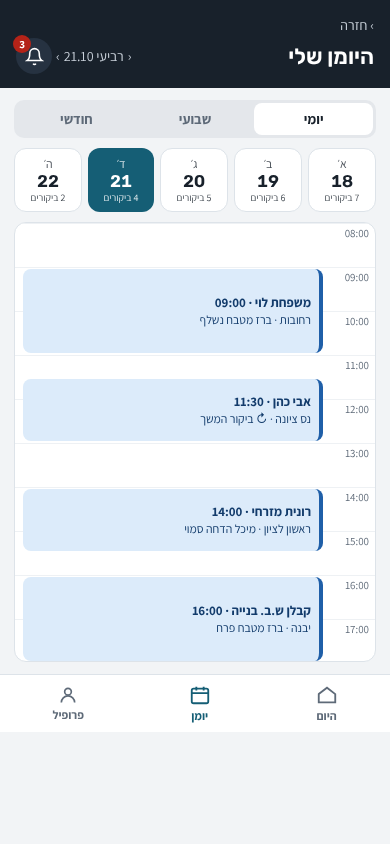 ‹ חזרה
היומן שלי
‹ רביעי 21.10 ›
3
יומי
שבועי
חודשי
א׳
18
7 ביקורים
ב׳
19
6 ביקורים
ג׳
20
5 ביקורים
ד׳
21
4 ביקורים
ה׳
22
2 ביקורים
08:00
09:00
משפחת לוי · 09:00
רחובות · ברז מטבח נשלף
10:00
11:00
אבי כהן · 11:30
נס ציונה · ↻ ביקור המשך
12:00
13:00
14:00
רונית מזרחי · 14:00
ראשון לציון · מיכל הדחה סמוי
15:00
16:00
קבלן ש.ב. בנייה · 16:00
יבנה · ברז מטבח פרח
17:00
היום
יומן
פרופיל